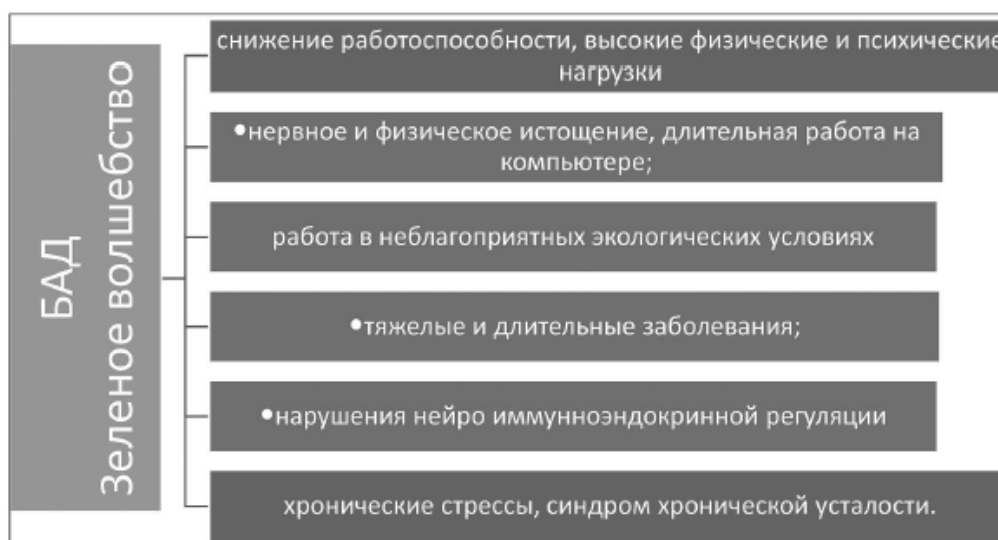 БАД
Зеленое волшебство
снижение работоспособности, высокие физические и психические
нагрузки
•нервное и физическое истощение, длительная работа на
компьютере;
работа в неблагоприятных экологических условиях
•тяжелые и длительные заболевания;
•нарушения нейро иммунноэндокринной регуляции
хронические стрессы, синдром хронической усталости.